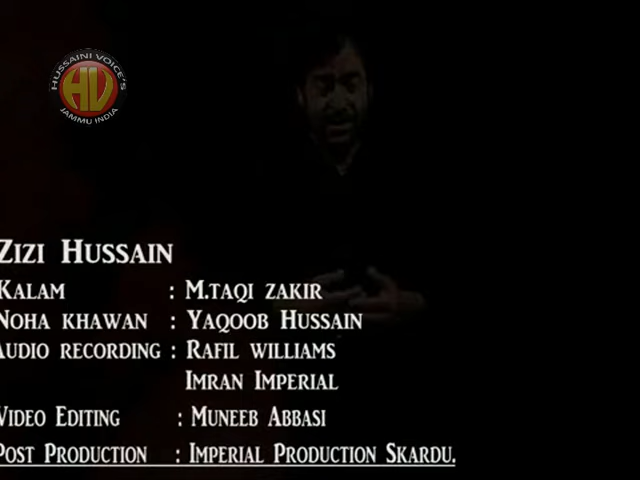 HUSSAINI VOICE'S
HV
JAMMU INDIA
ZIZI HUSSAIN
KALAM : M.TAQI ZAKIR
NOHA KHAWAN : YAQOOB HUSSAIN
AUDIO RECORDING : RAFIL WILLIAMS
IMRAN IMPERIAL
VIDEO EDITING : MUNEEB ABBASI
POST PRODUCTION : IMPERIAL PRODUCTION SKARDU.